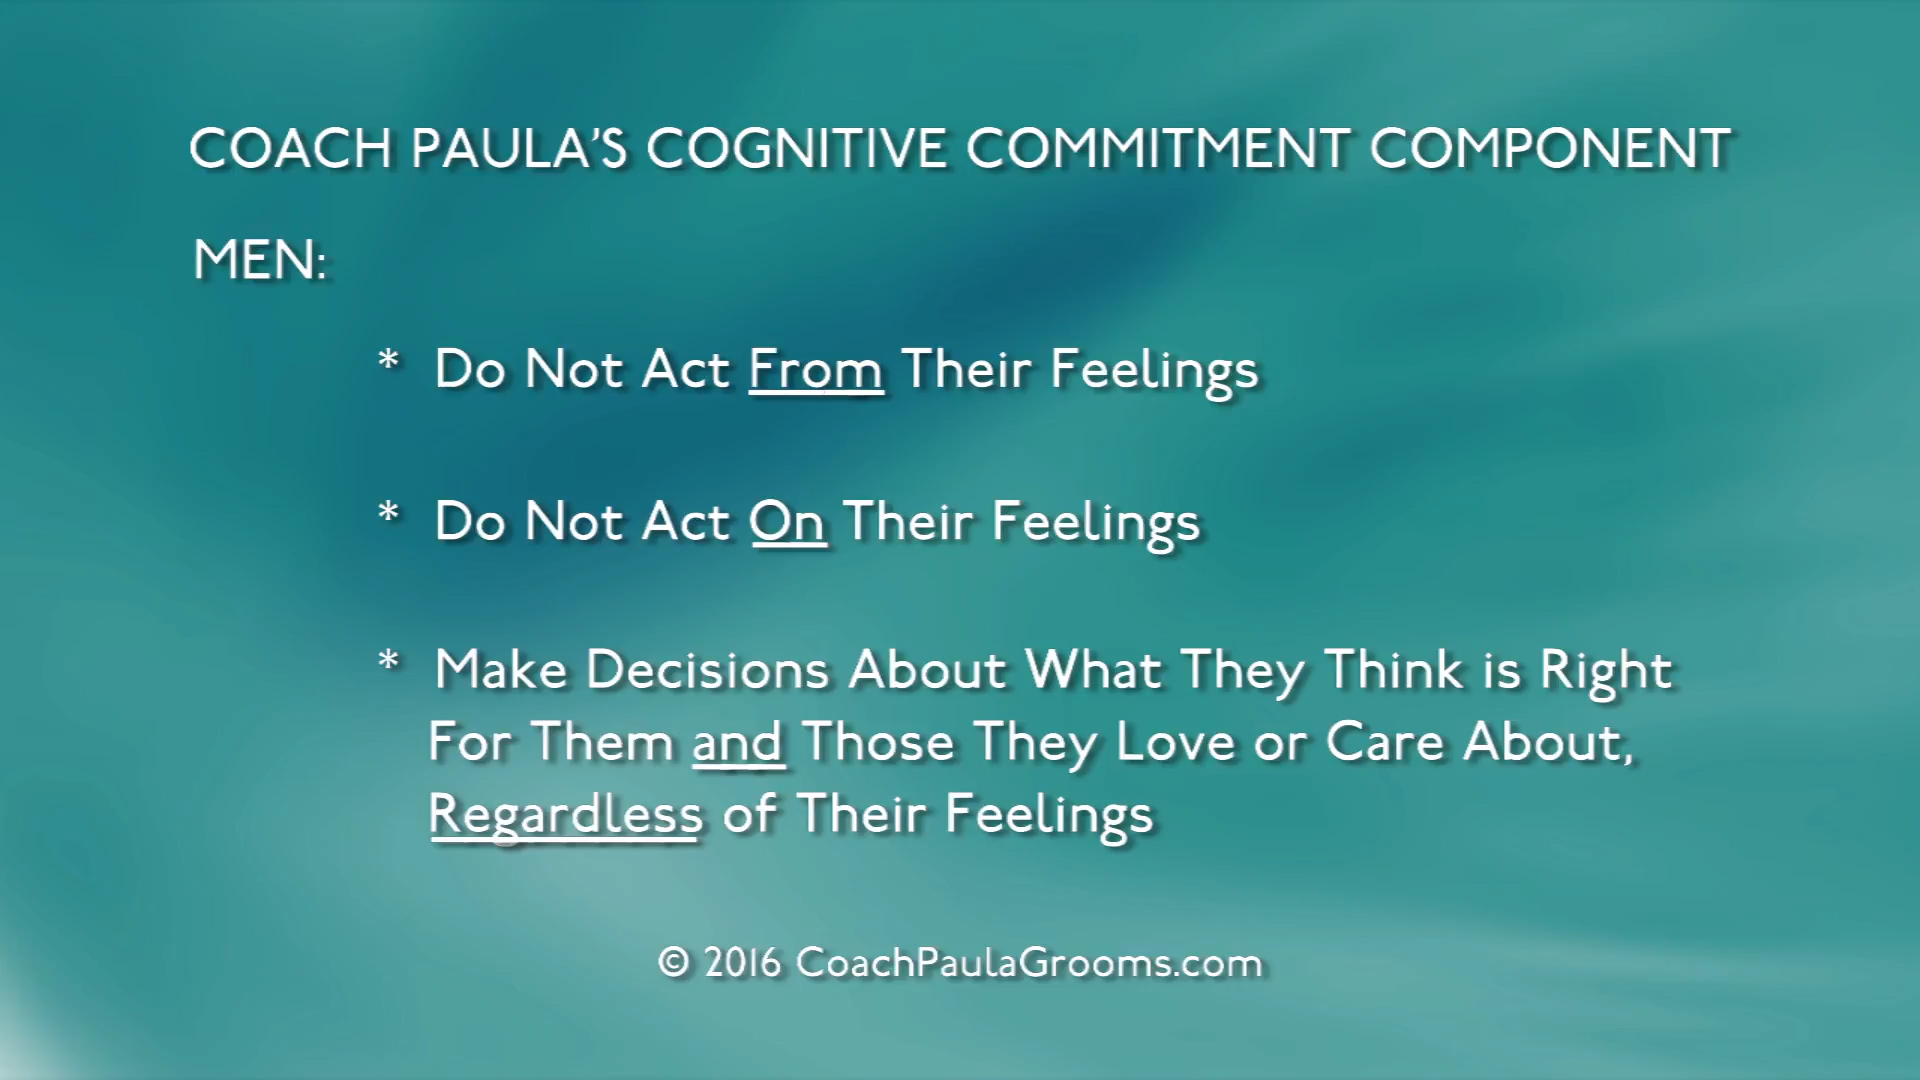 COACH PAULA'S COGNITIVE COMMITMENT COMPONENT
MEN:
* Do Not Act From Their Feelings
* Do Not Act On Their Feelings
* Make Decisions About What They Think is Right
For Them and Those They Love or Care About,
Regardless of Their Feelings
© 2016 CoachPaulaGrooms.com